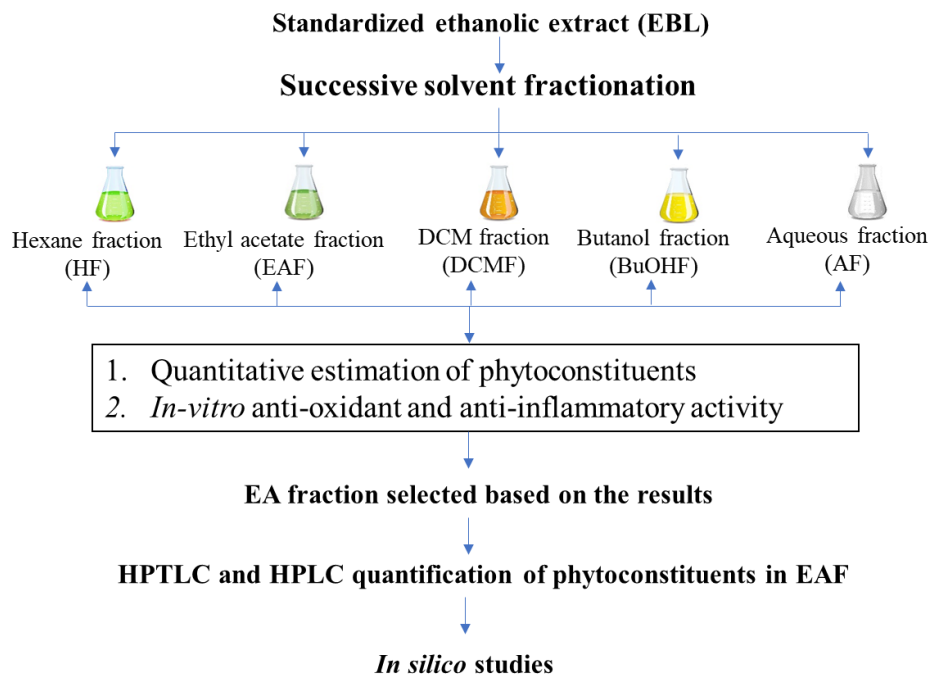 Standardized ethanolic extract (EBL)
Successive solvent fractionation
Hexane fraction
(HF)
Ethyl acetate fraction
(EAF)
DCM fraction
(DCMF)
Butanol fraction
(BuOHF)
Aqueous fraction
(AF)
1. Quantitative estimation of phytoconstituents
2. In-vitro anti-oxidant and anti-inflammatory activity
EA fraction selected based on the results
HPTLC and HPLC quantification of phytoconstituents in EAF
In silico studies